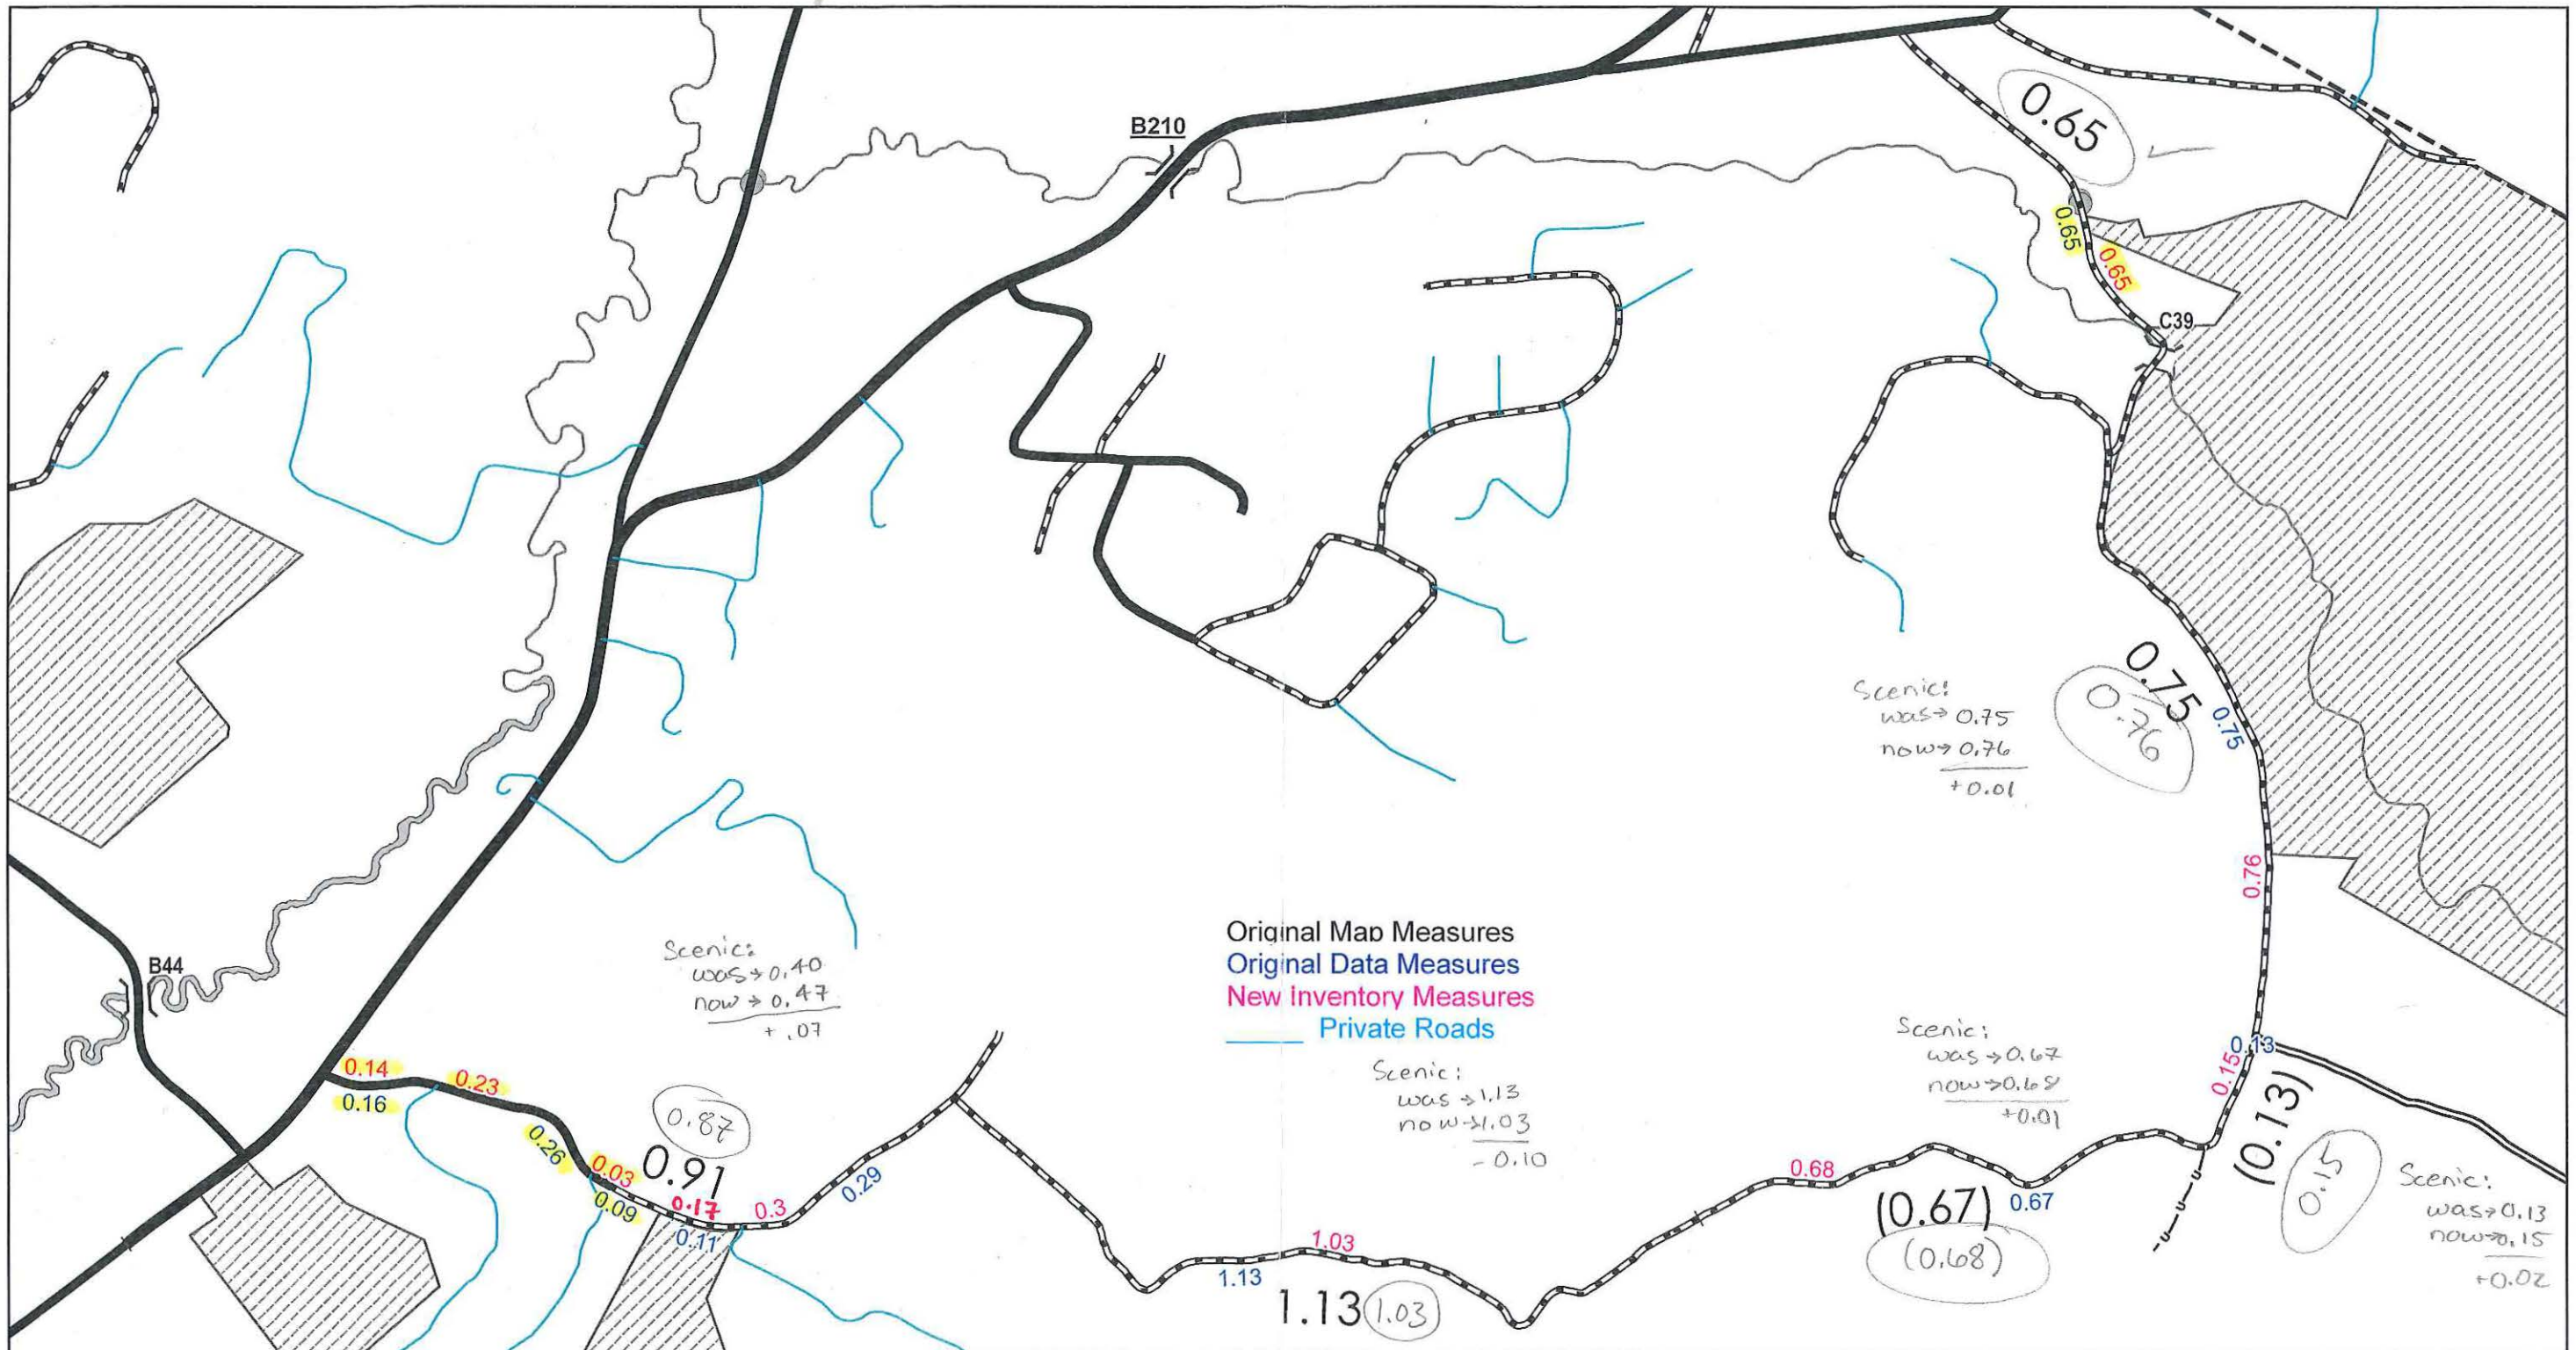 B210
0.65
0.65
0.65
C39
Scenic:
was→ 0.75
now→ 0.76
+0.01
0.75
0.76
0.75
0.76
Original Map Measures
Original Data Measures
New Inventory Measures
Private Roads
Scenic:
was→ 0.40
now→ 0.47
+.07
B44
0.14
0.16
0.23
0.26
0.03
0.09
0.87
0.91
0.17
0.11
0.3
0.29
Scenic:
was→1.13
now→1.03
-0.10
1.03
1.13
1.13
1.03
Scenic:
was→0.67
now→0.68
+0.01
0.68
(0.67)
0.67
(0.68)
0.13
0.15
(0.13)
0.15
Scenic:
was→0.13
now→0.15
+0.02